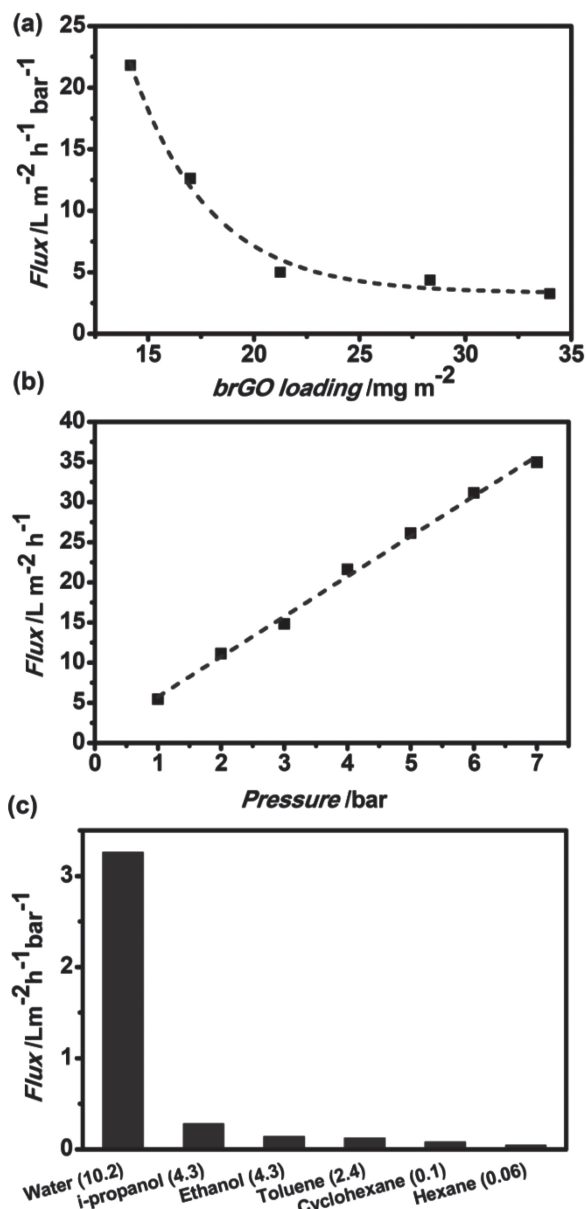 (a)
25
20
15
10
5
0
Flux /L m⁻² h⁻¹ bar⁻¹
15 20 25 30 35
brGO loading /mg m⁻²
(b)
40
35
30
25
20
15
10
5
0
Flux /L m⁻² h⁻¹
0 1 2 3 4 5 6 7
Pressure /bar
(c)
3
2
1
0
Flux /Lm⁻²h⁻¹bar⁻¹
Water (10.2)
i-propanol (4.3)
Ethanol (4.3)
Toluene (2.4)
Cyclohexane (0.1)
Hexane (0.06)